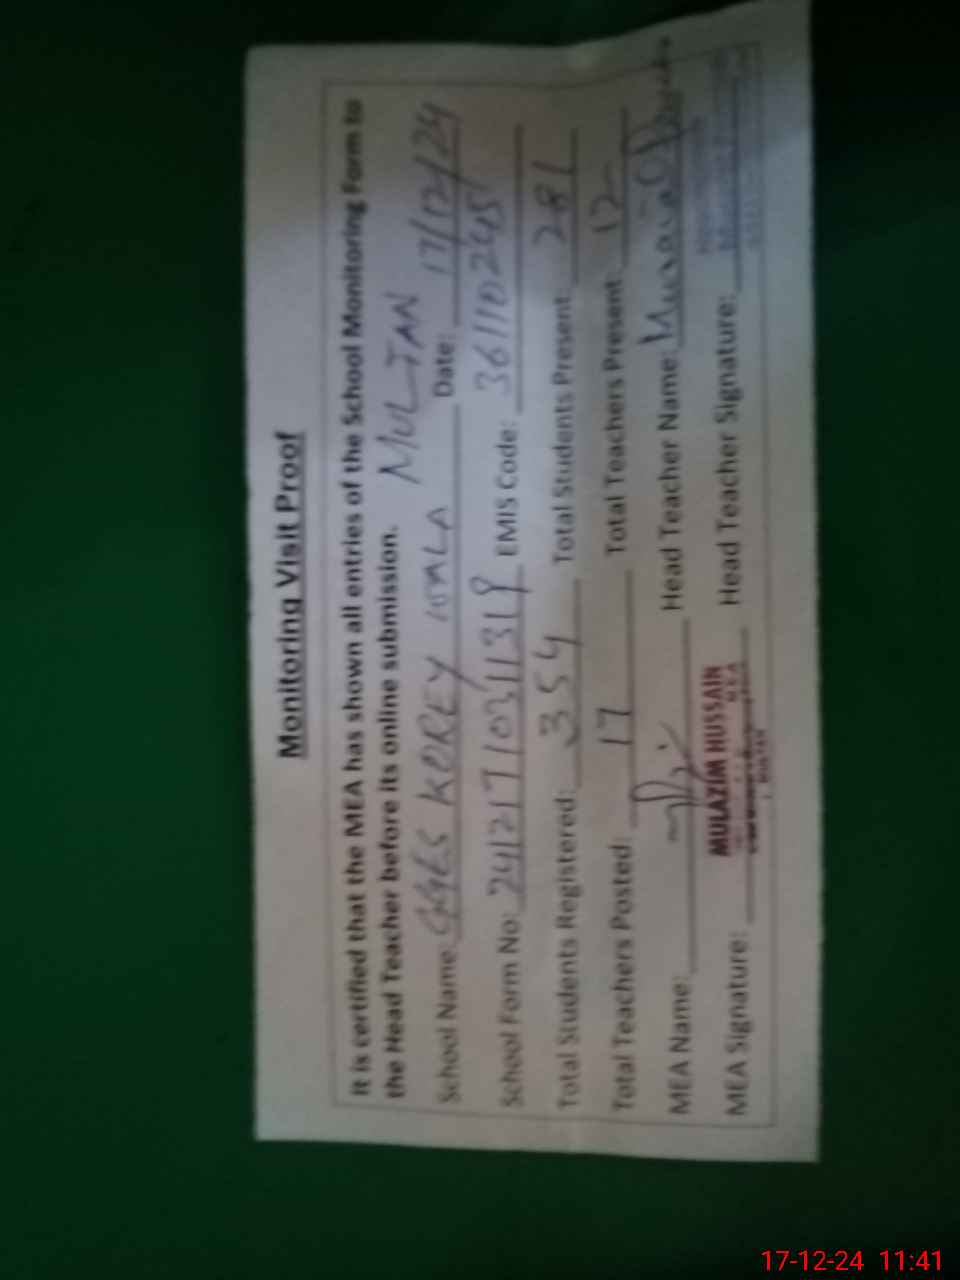 Monitoring Visit Proof
It is certified that the MEA has shown all entries of the School Monitoring Form to
the Head Teacher before its online submission.
MULTAN
School Name: GGES KOREY WALA Date: 17/12/24
School Form No: 241217103111319 EMIS Code: 36110245
Total Students Registered: 354 Total Students Present: 281
Total Teachers Posted: 17 Total Teachers Present 12
MEA Name: Head Teacher Name:
MULAZIM HUSSAIN
M.E.A
MULTAN
MEA Signature: Head Teacher Signature:
17-12-24 11:41